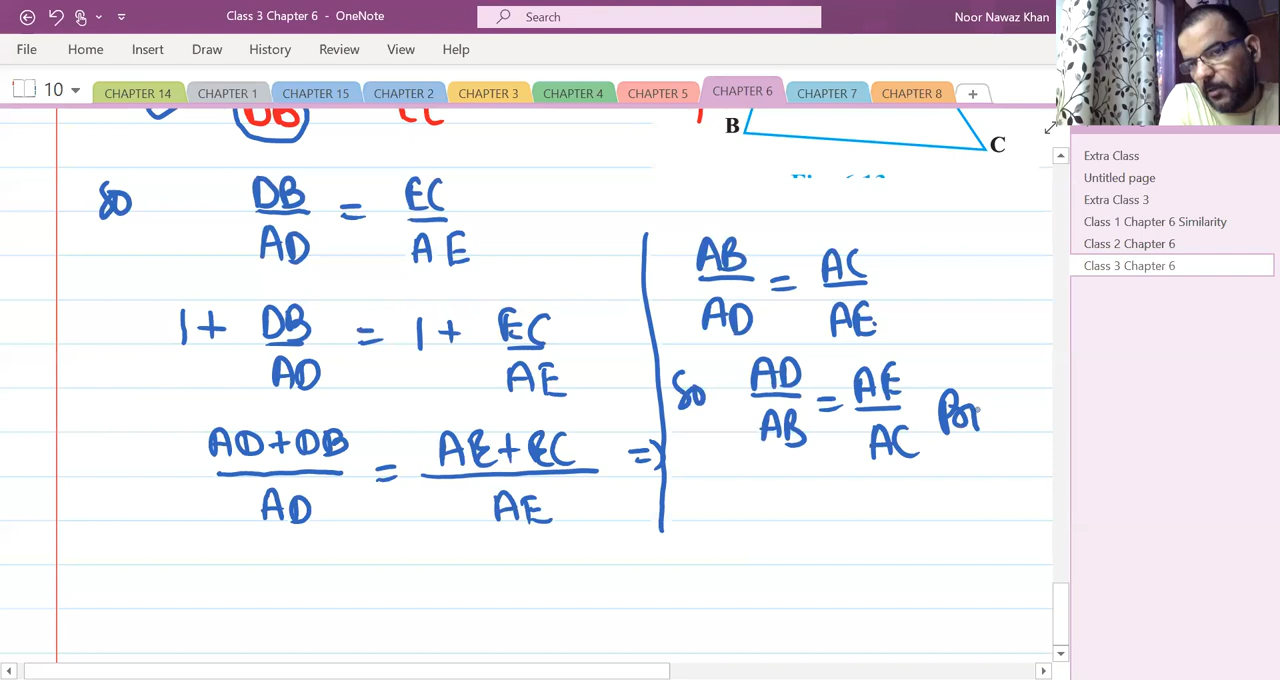 Class 3 Chapter 6 - OneNote
Search
Noor Nawaz Khan
File Home Insert Draw History Review View Help
10 CHAPTER 14 CHAPTER 1 CHAPTER 15 CHAPTER 2 CHAPTER 3 CHAPTER 4 CHAPTER 5 CHAPTER 6 CHAPTER 7 CHAPTER 8 +
Extra Class
Untitled page
Extra Class 3
Class 1 Chapter 6 Similarity
Class 2 Chapter 6
Class 3 Chapter 6
DB EC
B C
So DB/AD = EC/AE
1 + DB/AD = 1 + EC/AE
AD+DB/AD = AE+EC/AE =>
AB/AD = AC/AE
So AD/AB = AE/AC